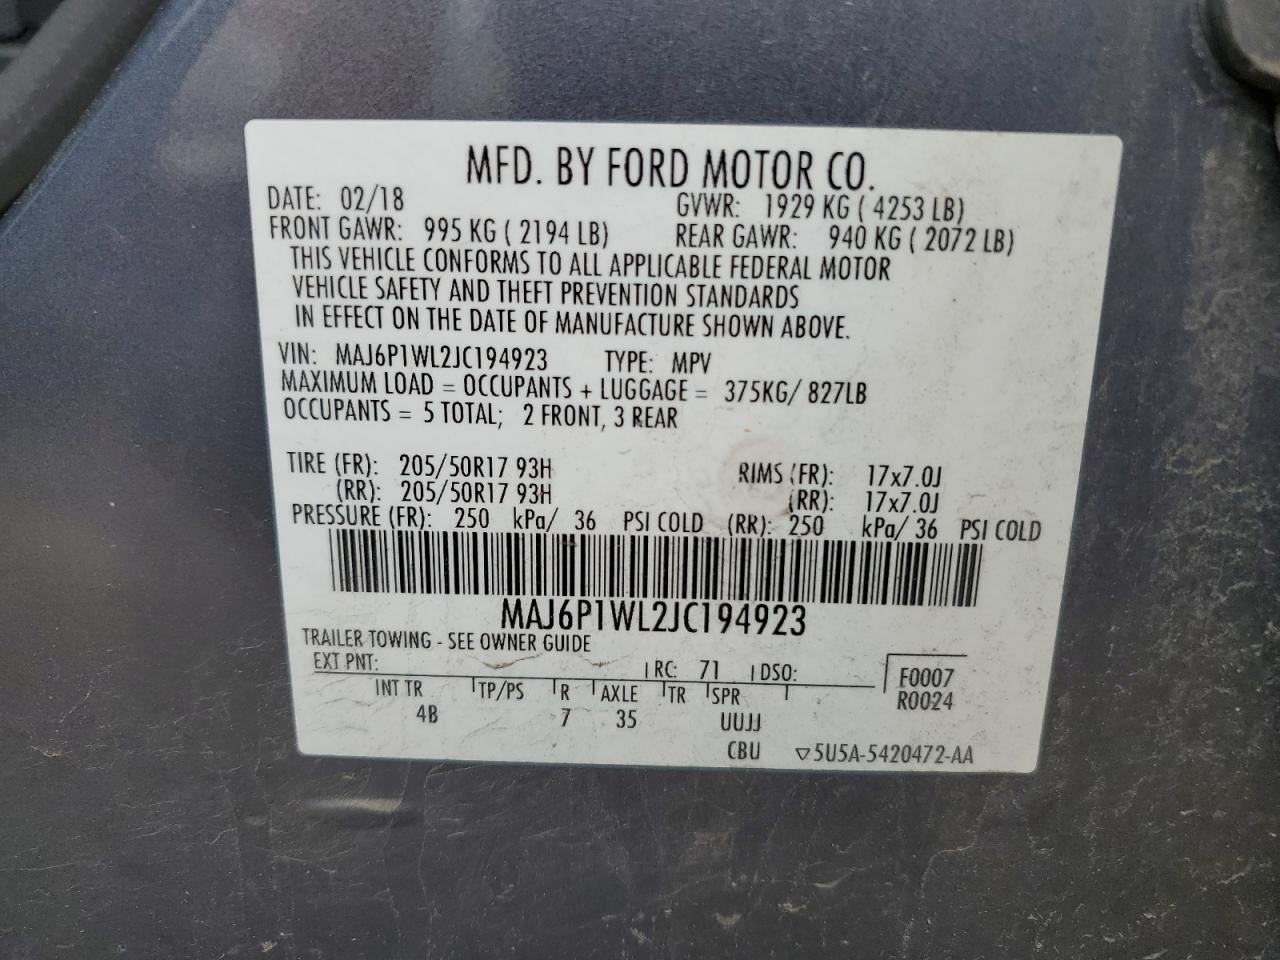 MFD. BY FORD MOTOR CO.
DATE: 02/18 GVWR: 1929 KG ( 4253 LB)
FRONT GAWR: 995 KG ( 2194 LB) REAR GAWR: 940 KG ( 2072 LB)
THIS VEHICLE CONFORMS TO ALL APPLICABLE FEDERAL MOTOR
VEHICLE SAFETY AND THEFT PREVENTION STANDARDS
IN EFFECT ON THE DATE OF MANUFACTURE SHOWN ABOVE.
VIN: MAJ6P1WL2JC194923 TYPE: MPV
MAXIMUM LOAD = OCCUPANTS + LUGGAGE = 375KG/ 827LB
OCCUPANTS = 5 TOTAL; 2 FRONT, 3 REAR
TIRE (FR): 205/50R17 93H RIMS (FR): 17x7.0J
(RR): 205/50R17 93H (RR): 17x7.0J
PRESSURE (FR): 250 kPa/ 36 PSI COLD (RR): 250 kPa/ 36 PSI COLD
MAJ6P1WL2JC194923
TRAILER TOWING - SEE OWNER GUIDE
EXT PNT: RC: 71 DSO: F0007
INT TR TP/PS R AXLE TR SPR R0024
4B 7 35 UUJJ
CBU ▽5U5A-5420472-AA